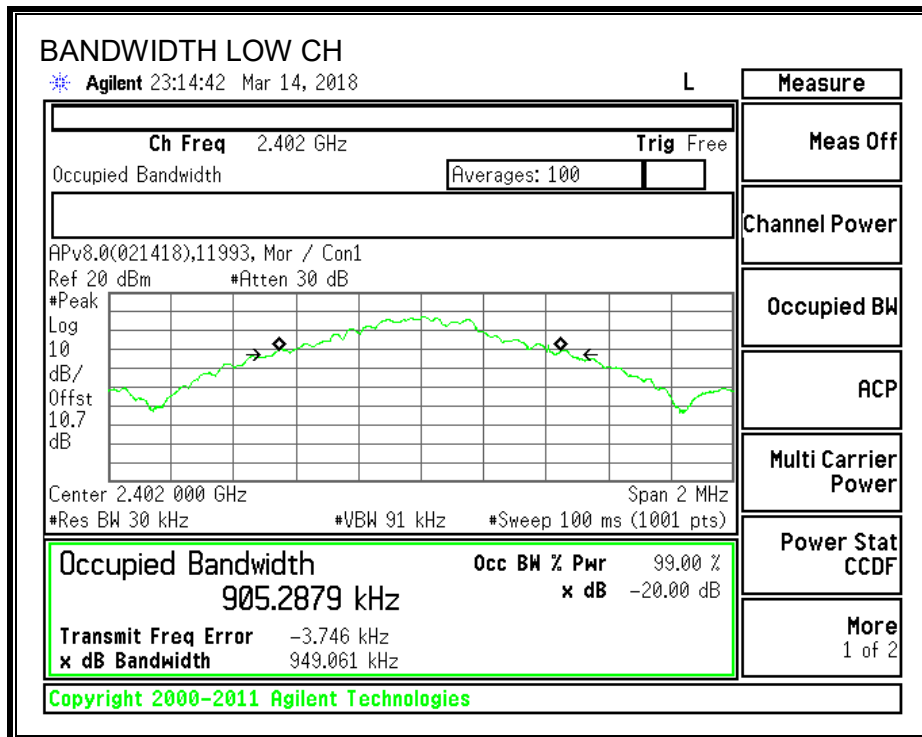 BANDWIDTH LOW CH
Agilent 23:14:42 Mar 14, 2018 L
Measure
Ch Freq 2.402 GHz Trig Free
Meas Off
Occupied Bandwidth Averages: 100
Channel Power
APv8.0(021418),11993, Mor / Con1
Ref 20 dBm #Atten 30 dB
#Peak
Log
10
dB/
Offst
10.7
dB
Occupied BW
ACP
Multi Carrier
Power
Center 2.402 000 GHz Span 2 MHz
#Res BW 30 kHz #VBW 91 kHz #Sweep 100 ms (1001 pts)
Power Stat
CCDF
Occupied Bandwidth Occ BW % Pwr 99.00 %
905.2879 kHz x dB -20.00 dB
Transmit Freq Error -3.746 kHz
x dB Bandwidth 949.061 kHz
More
1 of 2
Copyright 2000-2011 Agilent Technologies